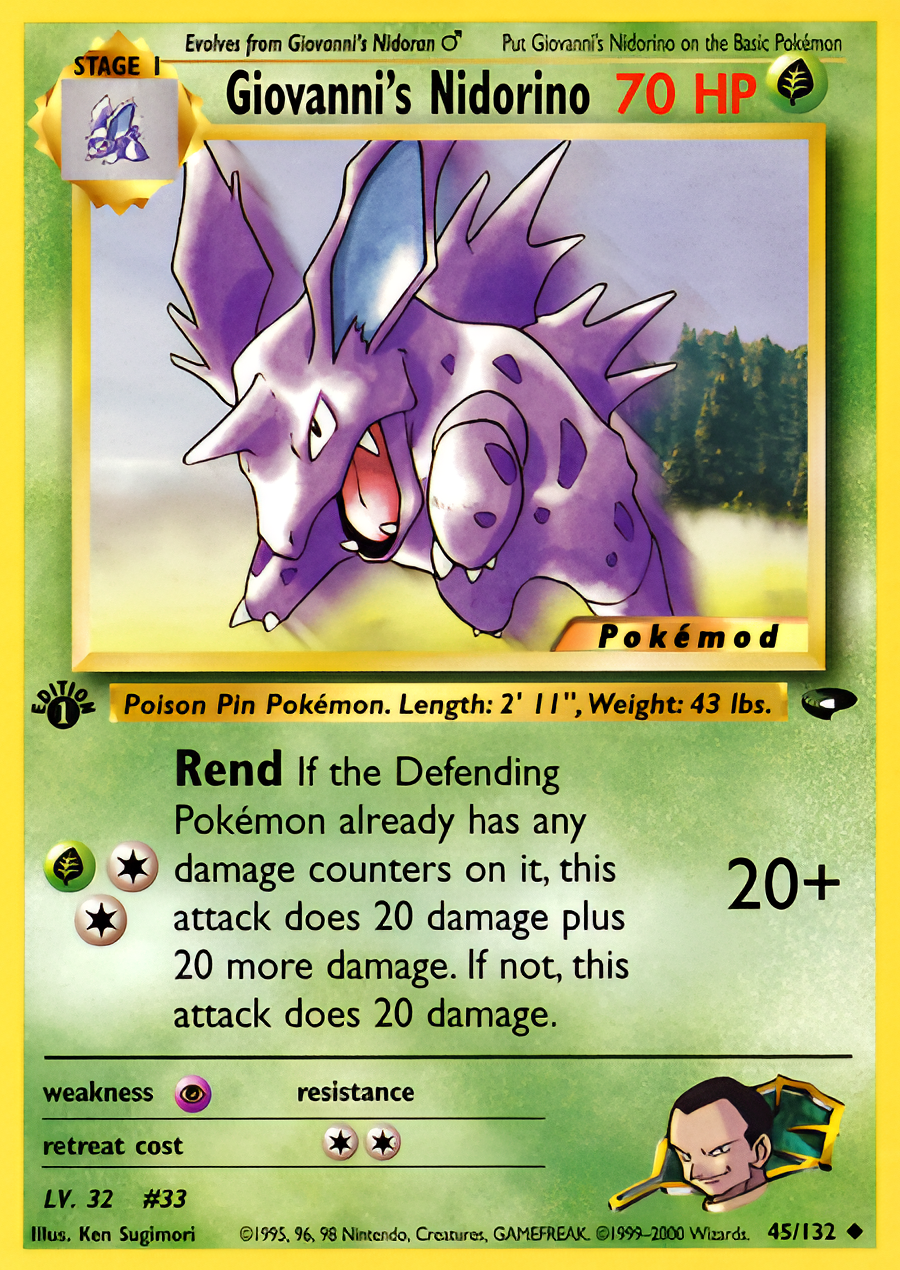 Evolves from Giovanni's Nidoran ♂ Put Giovanni's Nidorino on the Basic Pokémon
STAGE 1
Giovanni's Nidorino 70 HP
Pokémod
EDITION
1
Poison Pin Pokémon. Length: 2' 11", Weight: 43 lbs.
Rend If the Defending
Pokémon already has any
damage counters on it, this
attack does 20 damage plus
20 more damage. If not, this
attack does 20 damage.
20+
weakness resistance
retreat cost
LV. 32 #33
Illus. Ken Sugimori ©1995, 96, 98 Nintendo, Creatures, GAMEFREAK. ©1999–2000 Wizards. 45/132 ◆